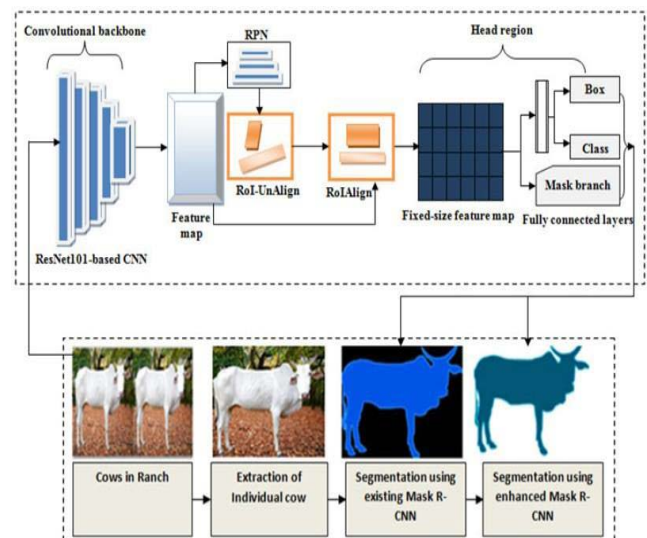 Convolutional backbone
RPN
Head region
Box
Class
Mask branch
RoI-UnAlign
RoIAlign
Feature
map
Fixed-size feature map
Fully connected layers
ResNet101-based CNN
Cows in Ranch
Extraction of
Individual cow
Segmentation using
existing Mask R-
CNN
Segmentation using
enhanced Mask R-
CNN